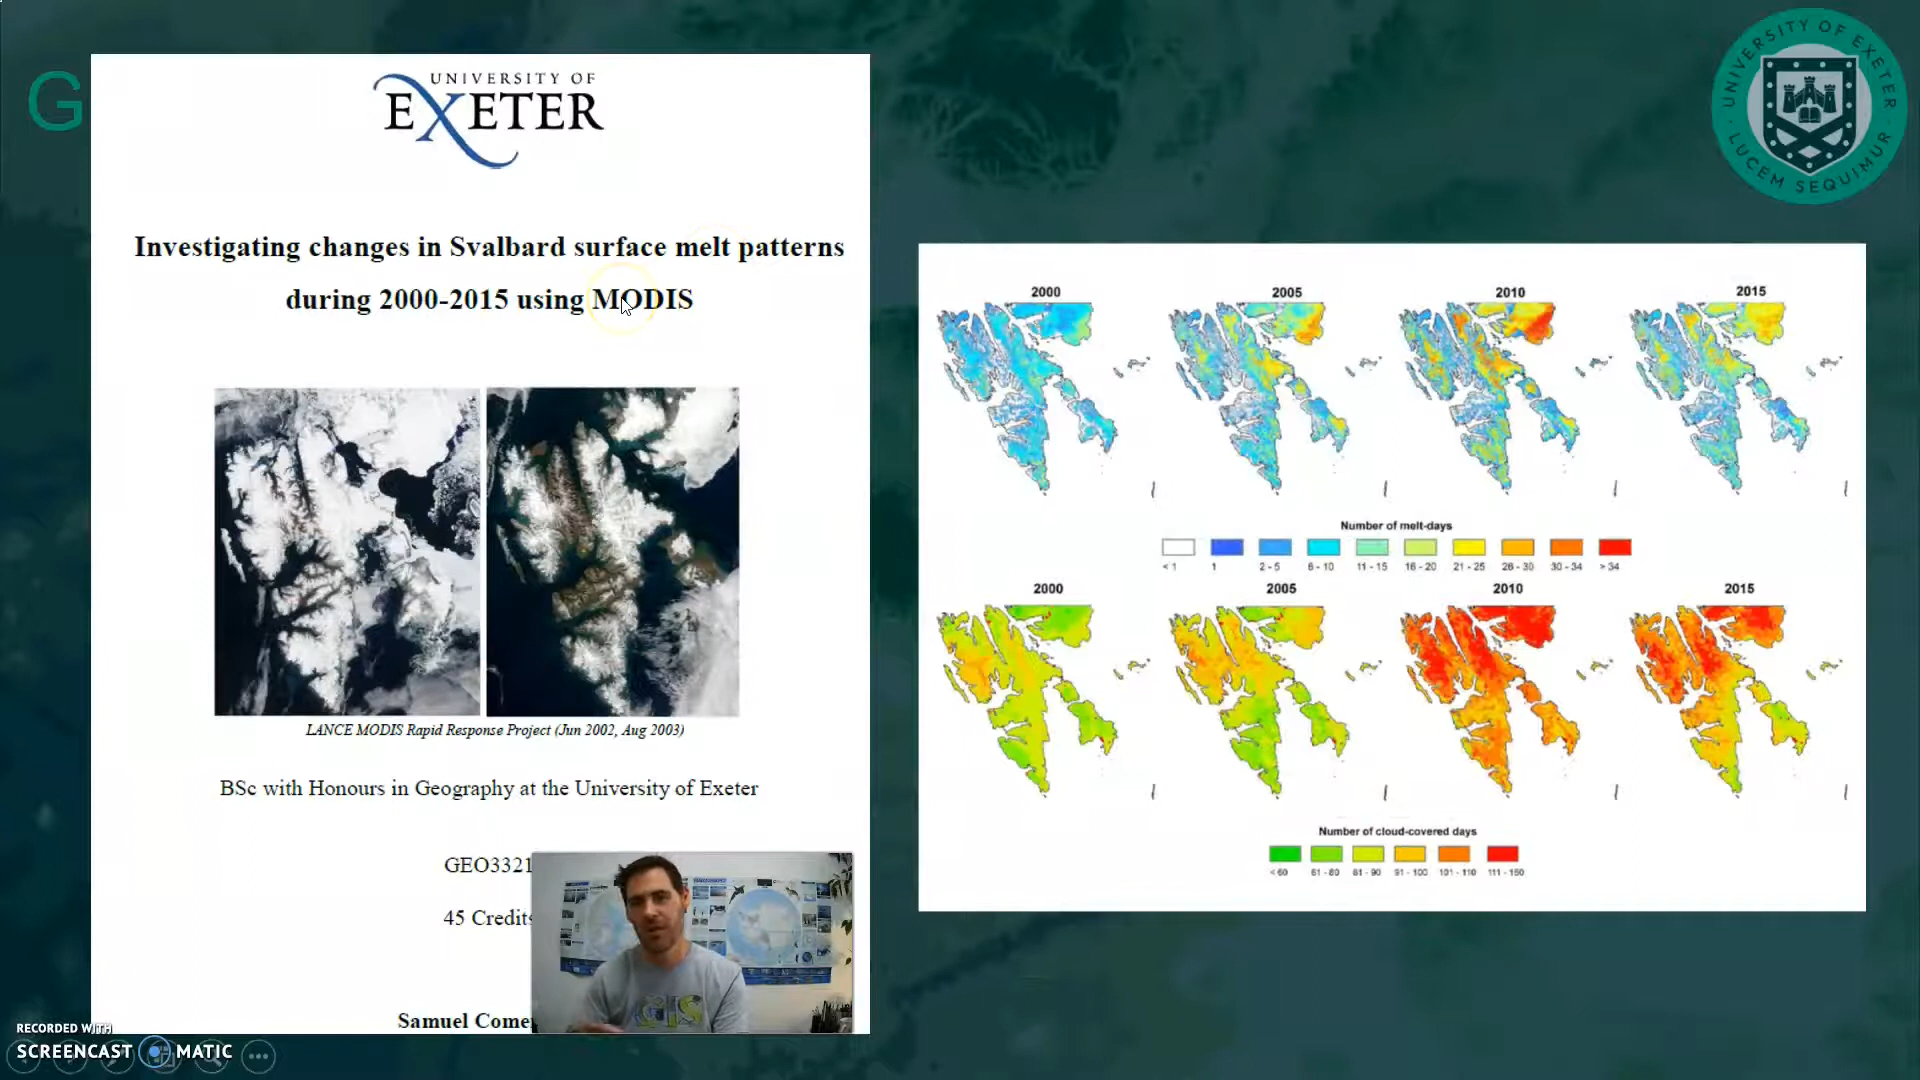 G
UNIVERSITY OF
EXETER
Investigating changes in Svalbard surface melt patterns
during 2000-2015 using MODIS
LANCE MODIS Rapid Response Project (Jun 2002, Aug 2003)
BSc with Honours in Geography at the University of Exeter
GEO3321
45 Credits
Samuel Come
RECORDED WITH
SCREENCAST MATIC
UNIVERSITY OF EXETER
LUCEM SEQUIMUR
2000 2005 2010 2015
Number of melt-days
< 1 1 2 - 5 6 - 10 11 - 15 16 - 20 21 - 25 26 - 30 30 - 34 > 34
2000 2005 2010 2015
Number of cloud-covered days
< 60 61 - 80 81 - 90 91 - 100 101 - 110 111 - 150
GIS